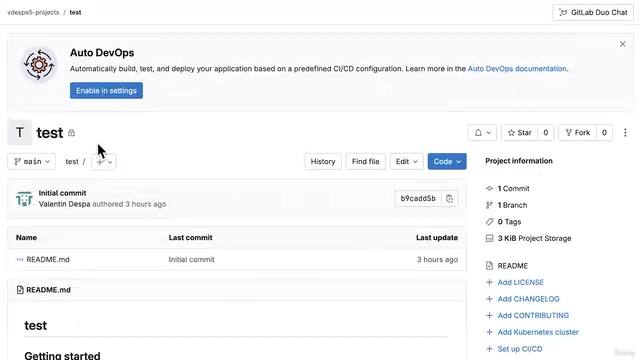 vdespa5-projects / test
GitLab Duo Chat
Auto DevOps
Automatically build, test, and deploy your application based on a predefined CI/CD configuration. Learn more in the Auto DevOps documentation.
Enable in settings
T test
Star 0
Fork 0
main
test /
History
Find file
Edit
Code
Project information
Initial commit
Valentin Despa authored 3 hours ago
b9cadd5b
1 Commit
1 Branch
0 Tags
3 KiB Project Storage
Name Last commit Last update
README.md Initial commit 3 hours ago
README
Add LICENSE
Add CHANGELOG
Add CONTRIBUTING
Add Kubernetes cluster
Set up CI/CD
README.md
test
Getting started